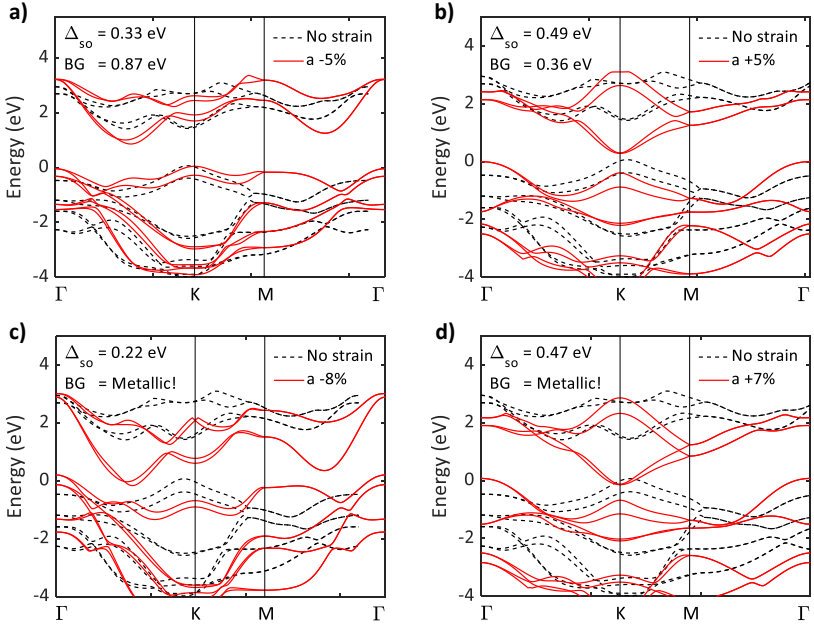 a)
Δso = 0.33 eV
BG = 0.87 eV
No strain
a -5%
Energy (eV)
4
2
0
-2
-4
Γ
K
M
Γ
b)
Δso = 0.49 eV
BG = 0.36 eV
No strain
a +5%
Energy (eV)
4
2
0
-2
-4
Γ
K
M
Γ
c)
Δso = 0.22 eV
BG = Metallic!
No strain
a -8%
Energy (eV)
4
2
0
-2
-4
Γ
K
M
Γ
d)
Δso = 0.47 eV
BG = Metallic!
No strain
a +7%
Energy (eV)
4
2
0
-2
-4
Γ
K
M
Γ